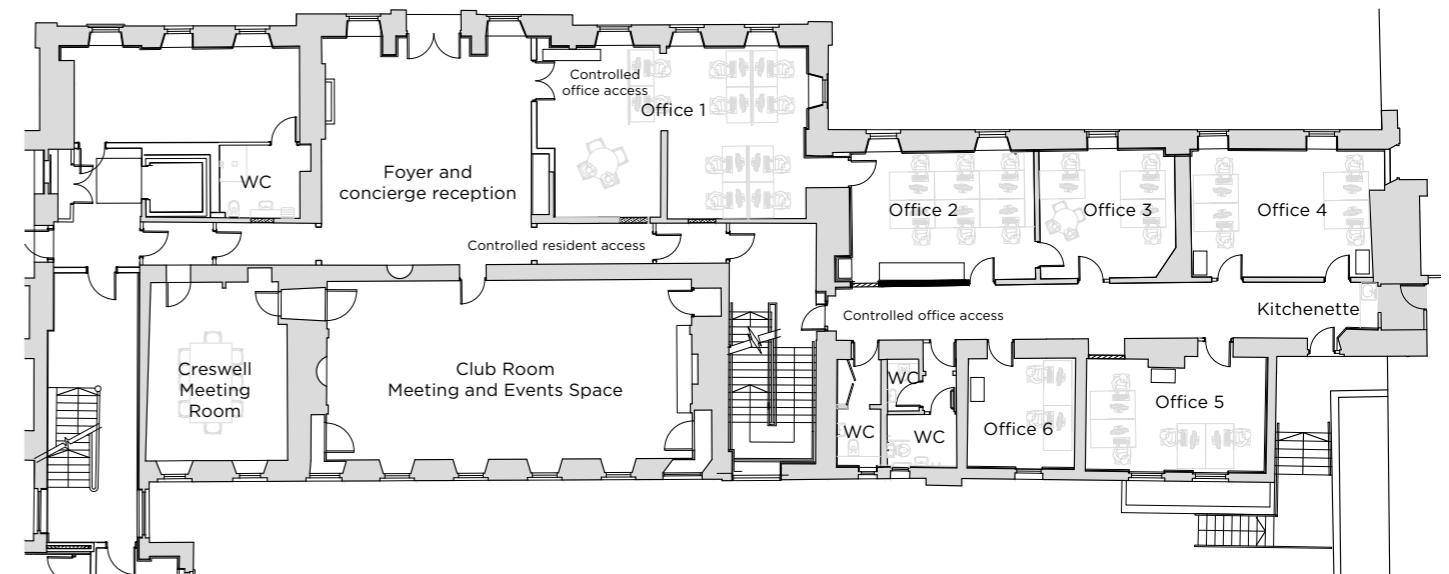 Controlled
office access
Office 1
Foyer and
concierge reception
WC
Office 2
Office 3
Office 4
Controlled resident access
Kitchenette
Controlled office access
Creswell
Meeting
Room
Club Room
Meeting and Events Space
WC
WC
WC
Office 6
Office 5